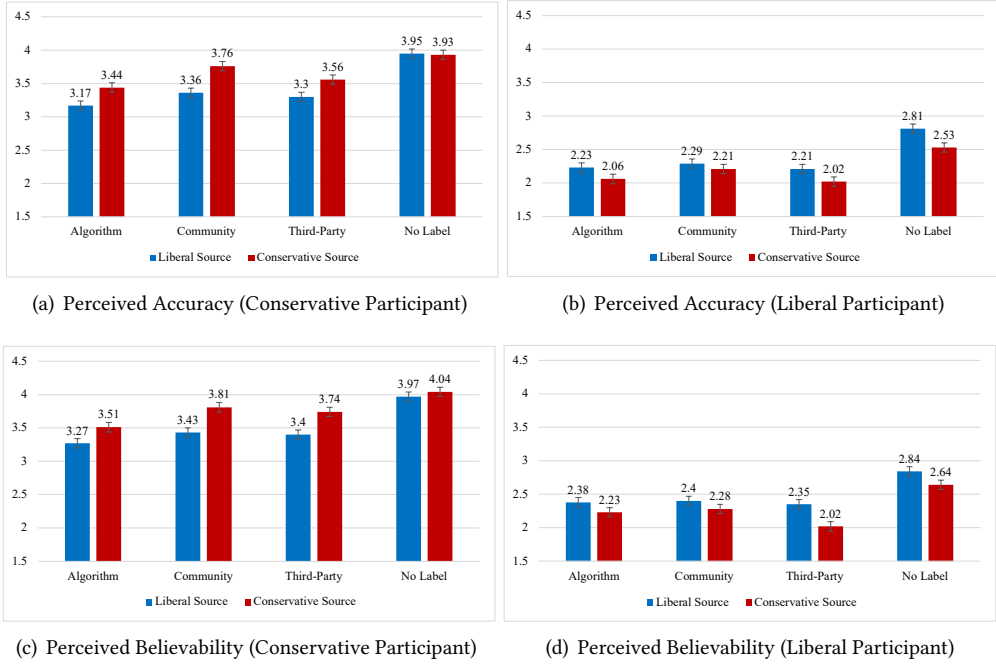 4.5
4
3.5
3
2.5
2
1.5
3.17 3.44 3.36 3.76 3.3 3.56 3.95 3.93
Algorithm Community Third-Party No Label
Liberal Source Conservative Source
(a) Perceived Accuracy (Conservative Participant)
4.5
4
3.5
3
2.5
2
1.5
2.23 2.06 2.29 2.21 2.21 2.02 2.81 2.53
Algorithm Community Third-Party No Label
Liberal Source Conservative Source
(b) Perceived Accuracy (Liberal Participant)
4.5
4
3.5
3
2.5
2
1.5
3.27 3.51 3.43 3.81 3.4 3.74 3.97 4.04
Algorithm Community Third-Party No Label
Liberal Source Conservative Source
(c) Perceived Believability (Conservative Participant)
4.5
4
3.5
3
2.5
2
1.5
2.38 2.23 2.4 2.28 2.35 2.02 2.84 2.64
Algorithm Community Third-Party No Label
Liberal Source Conservative Source
(d) Perceived Believability (Liberal Participant)